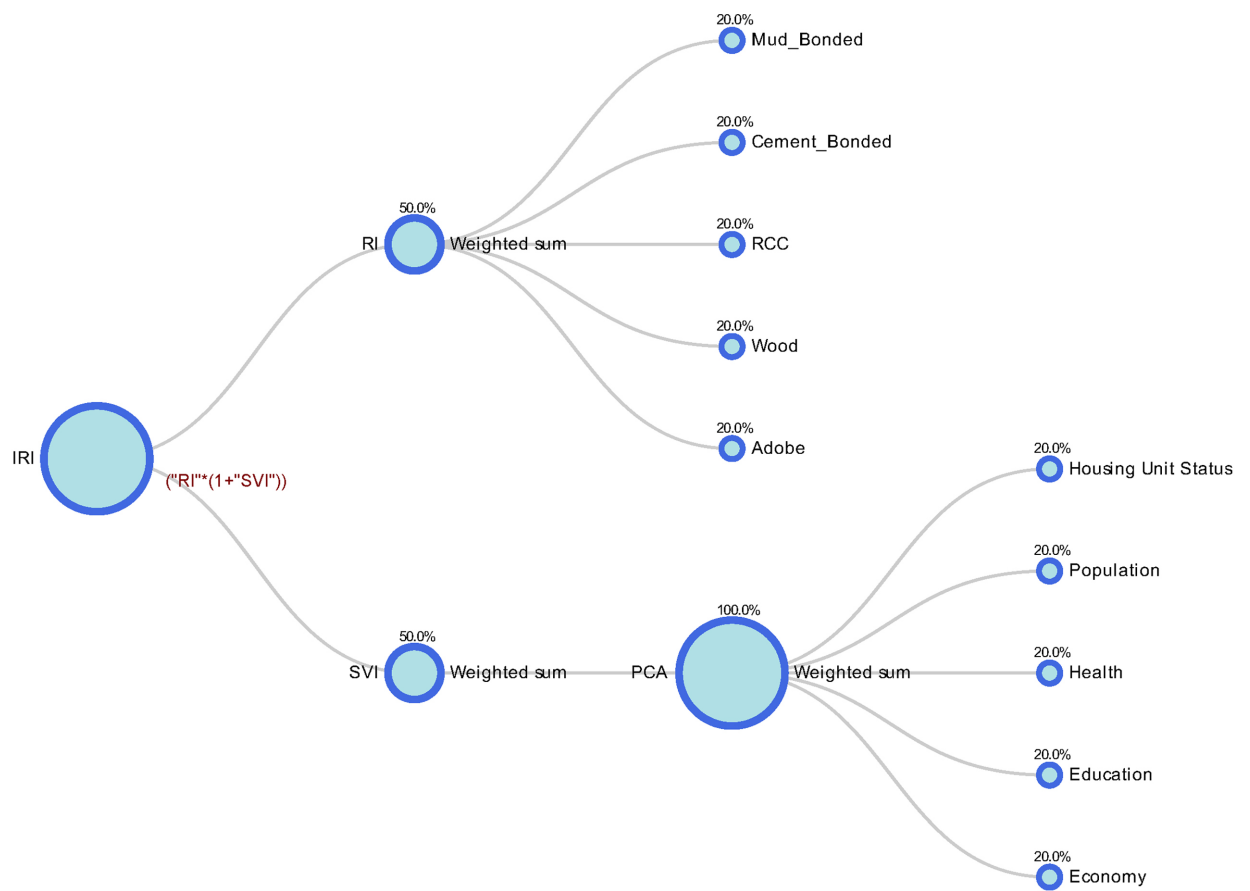 20.0%
Mud_Bonded
20.0%
Cement_Bonded
50.0%
20.0%
RI
Weighted sum
RCC
20.0%
Wood
20.0%
Adobe
IRI
("RI"*(1+"SVI"))
20.0%
Housing Unit Status
20.0%
Population
50.0%
100.0%
20.0%
SVI
Weighted sum
PCA
Weighted sum
Health
20.0%
Education
20.0%
Economy